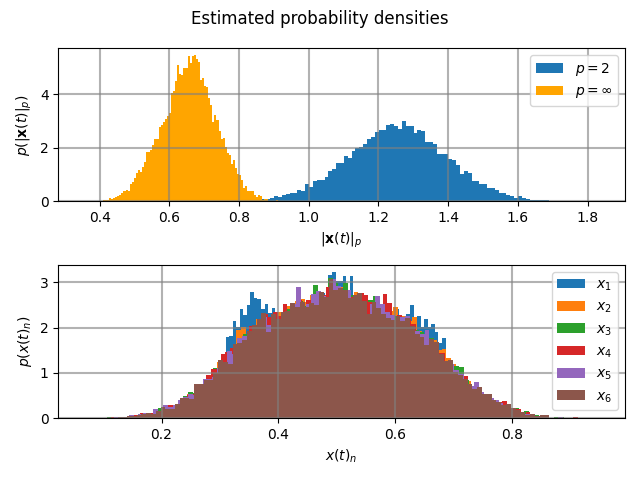 Estimated probability densities
p(|x(t)|ₚ)
4
2
0
p = 2
p = ∞
0.4 0.6 0.8 1.0 1.2 1.4 1.6 1.8
|x(t)|ₚ
p(x(t)ₙ)
3
2
1
0
x₁
x₂
x₃
x₄
x₅
x₆
0.2 0.4 0.6 0.8
x(t)ₙ